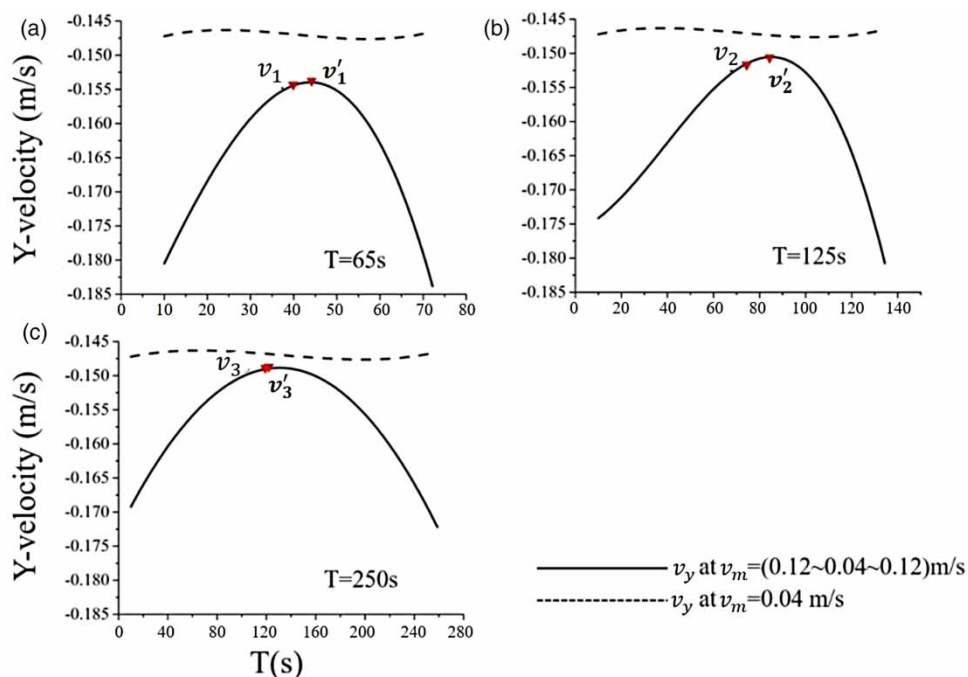 (a)
-0.145
-0.150
-0.155
-0.160
-0.165
-0.170
-0.175
-0.180
-0.185
v₁
v′₁
T=65s
0 10 20 30 40 50 60 70 80
Y-velocity (m/s)
(b)
-0.145
-0.150
-0.155
-0.160
-0.165
-0.170
-0.175
-0.180
-0.185
v₂
v′₂
T=125s
0 20 40 60 80 100 120 140
(c)
-0.145
-0.150
-0.155
-0.160
-0.165
-0.170
-0.175
-0.180
-0.185
v₃
v′₃
T=250s
0 40 80 120 160 200 240 280
Y-velocity (m/s)
T(s)
v_y at v_m=(0.12~0.04~0.12)m/s
v_y at v_m=0.04 m/s